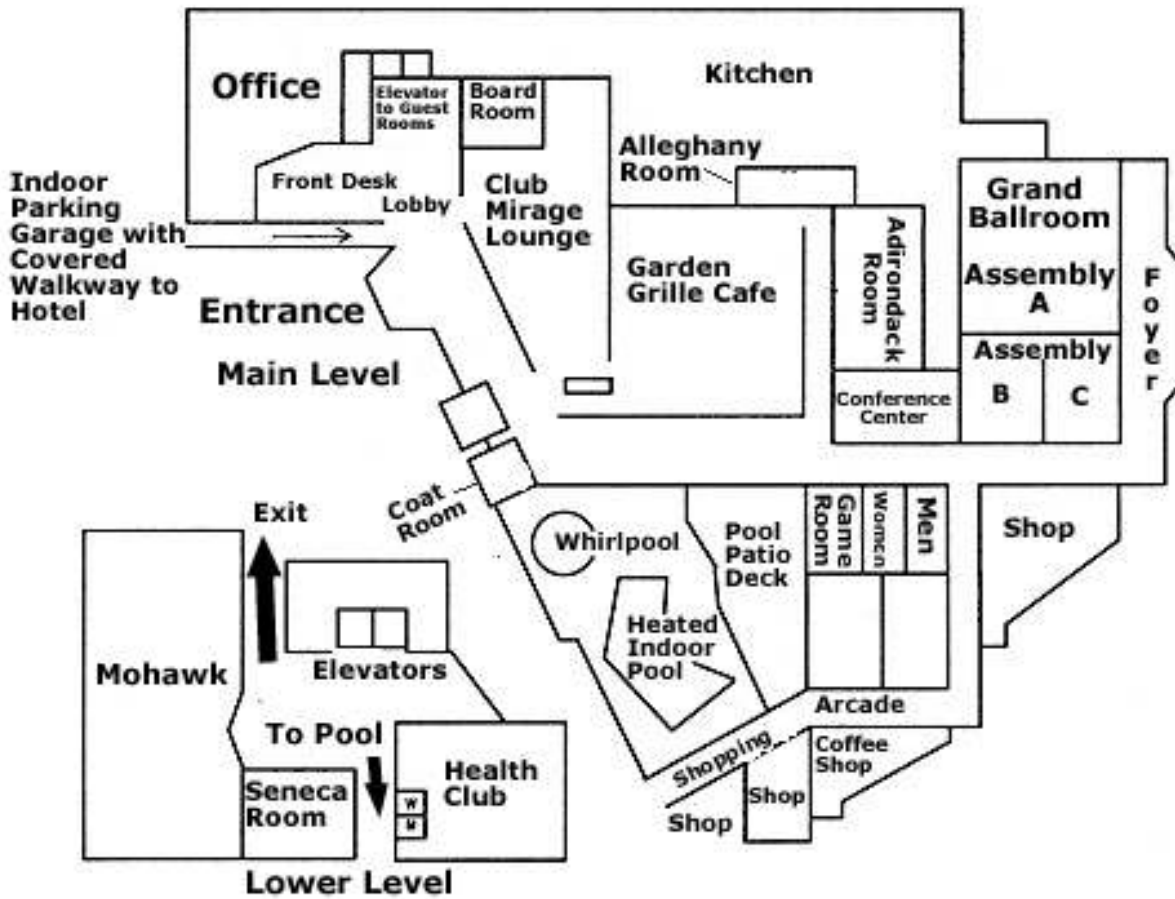 Office
Kitchen
Elevator
to Guest
Rooms
Board
Room
Alleghany
Room
Front Desk
Lobby
Club
Mirage
Lounge
Indoor
Parking
Garage with
Covered
Walkway to
Hotel
Garden
Grille Cafe
Adirondack
Room
Grand
Ballroom
Assembly
A
Foyer
Entrance
Main Level
Assembly
B
C
Conference
Center
Coat
Room
Exit
Whirlpool
Pool
Patio
Deck
Game
Room
Women
Men
Shop
Heated
Indoor
Pool
Mohawk
Elevators
Arcade
To Pool
Shopping
Coffee
Shop
Health
Club
W
M
Seneca
Room
Shop
Shop
Lower Level